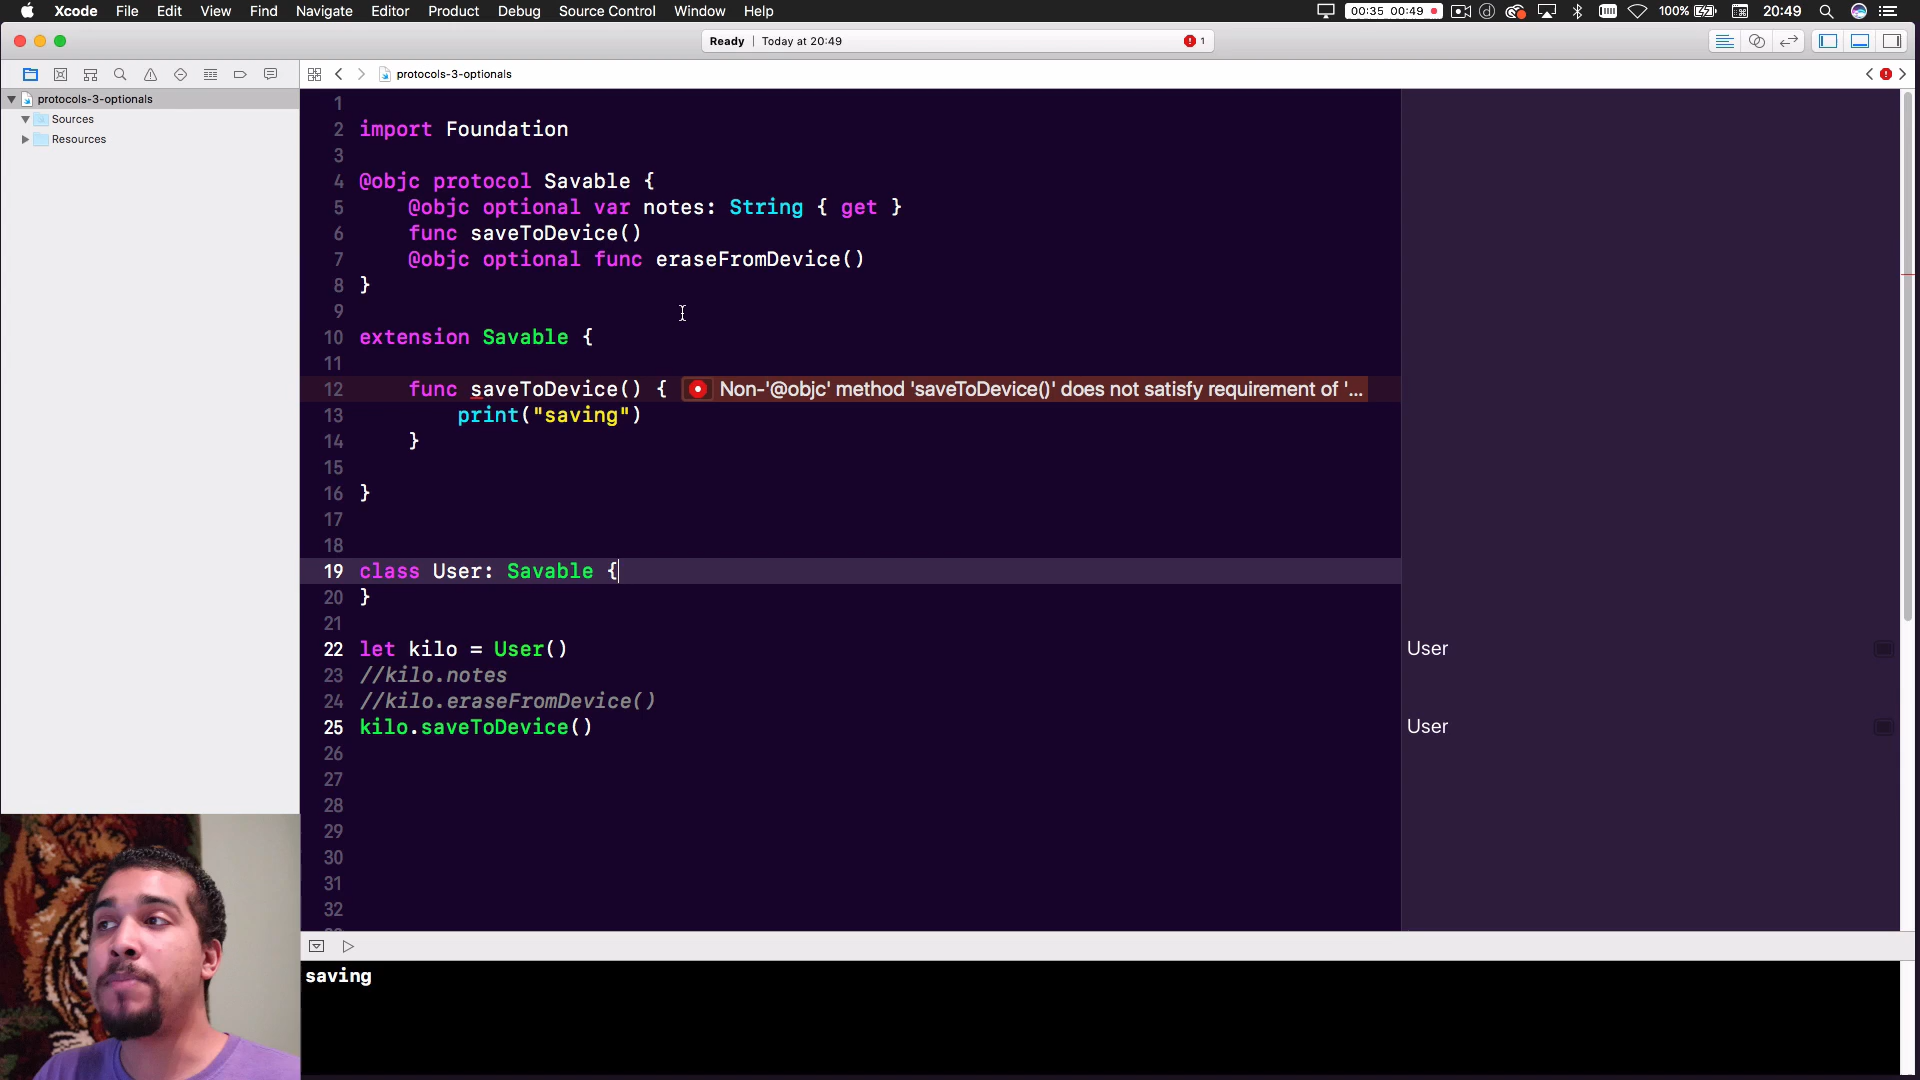 Xcode File Edit View Find Navigate Editor Product Debug Source Control Window Help 00:35 00:49 100% 20:49
Ready | Today at 20:49 1
protocols-3-optionals
protocols-3-optionals
Sources
Resources
1
2 import Foundation
3
4 @objc protocol Savable {
5 @objc optional var notes: String { get }
6 func saveToDevice()
7 @objc optional func eraseFromDevice()
8 }
9
10 extension Savable {
11
12 func saveToDevice() { Non-'@objc' method 'saveToDevice()' does not satisfy requirement of '...
13 print("saving")
14 }
15
16 }
17
18
19 class User: Savable {
20 }
21
22 let kilo = User() User
23 //kilo.notes
24 //kilo.eraseFromDevice()
25 kilo.saveToDevice() User
26
27
28
29
30
31
32
saving